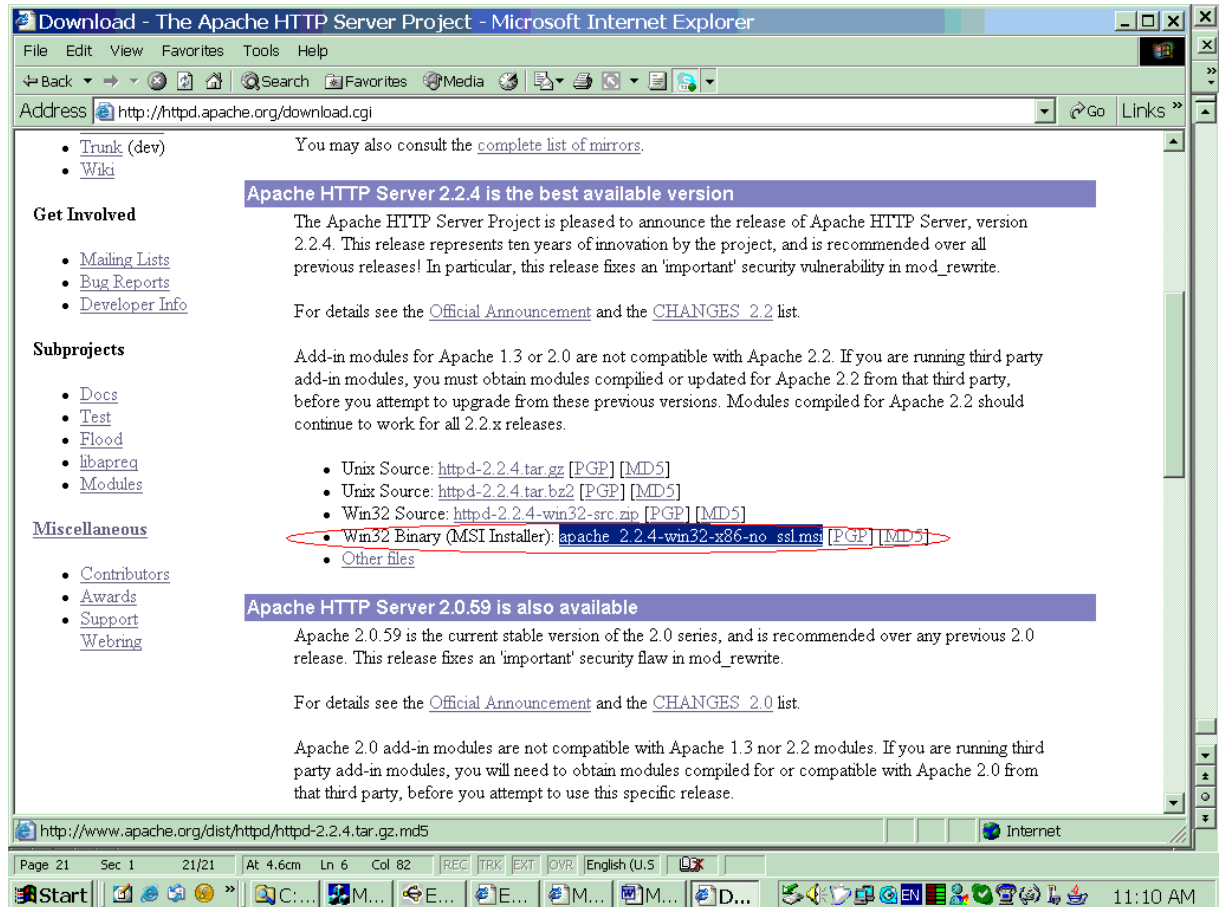 Download - The Apache HTTP Server Project - Microsoft Internet Explorer
File Edit View Favorites Tools Help
Back Search Favorites Media
Address http://httpd.apache.org/download.cgi Go Links »
Trunk (dev)
Wiki
Get Involved
Mailing Lists
Bug Reports
Developer Info
Subprojects
Docs
Test
Flood
libapreq
Modules
Miscellaneous
Contributors
Awards
Support
Webring
You may also consult the complete list of mirrors.
Apache HTTP Server 2.2.4 is the best available version
The Apache HTTP Server Project is pleased to announce the release of Apache HTTP Server, version
2.2.4. This release represents ten years of innovation by the project, and is recommended over all
previous releases! In particular, this release fixes an 'important' security vulnerability in mod_rewrite.
For details see the Official Announcement and the CHANGES_2.2 list.
Add-in modules for Apache 1.3 or 2.0 are not compatible with Apache 2.2. If you are running third party
add-in modules, you must obtain modules compilied or updated for Apache 2.2 from that third party,
before you attempt to upgrade from these previous versions. Modules compiled for Apache 2.2 should
continue to work for all 2.2.x releases.
Unix Source: httpd-2.2.4.tar.gz [PGP] [MD5]
Unix Source: httpd-2.2.4.tar.bz2 [PGP] [MD5]
Win32 Source: httpd-2.2.4-win32-src.zip [PGP] [MD5]
Win32 Binary (MSI Installer): apache_2.2.4-win32-x86-no_ssl.msi [PGP] [MD5]
Other files
Apache HTTP Server 2.0.59 is also available
Apache 2.0.59 is the current stable version of the 2.0 series, and is recommended over any previous 2.0
release. This release fixes an 'important' security flaw in mod_rewrite.
For details see the Official Announcement and the CHANGES_2.0 list.
Apache 2.0 add-in modules are not compatible with Apache 1.3 nor 2.2 modules. If you are running third
party add-in modules, you will need to obtain modules compiled for or compatible with Apache 2.0 from
that third party, before you attempt to use this specific release.
http://www.apache.org/dist/httpd/httpd-2.2.4.tar.gz.md5 Internet
Page 21 Sec 1 21/21 At 4.6cm Ln 6 Col 82 REC TRK EXT OVR English (U.S
Start » C:... M... E... E... M... M... D... EN 11:10 AM